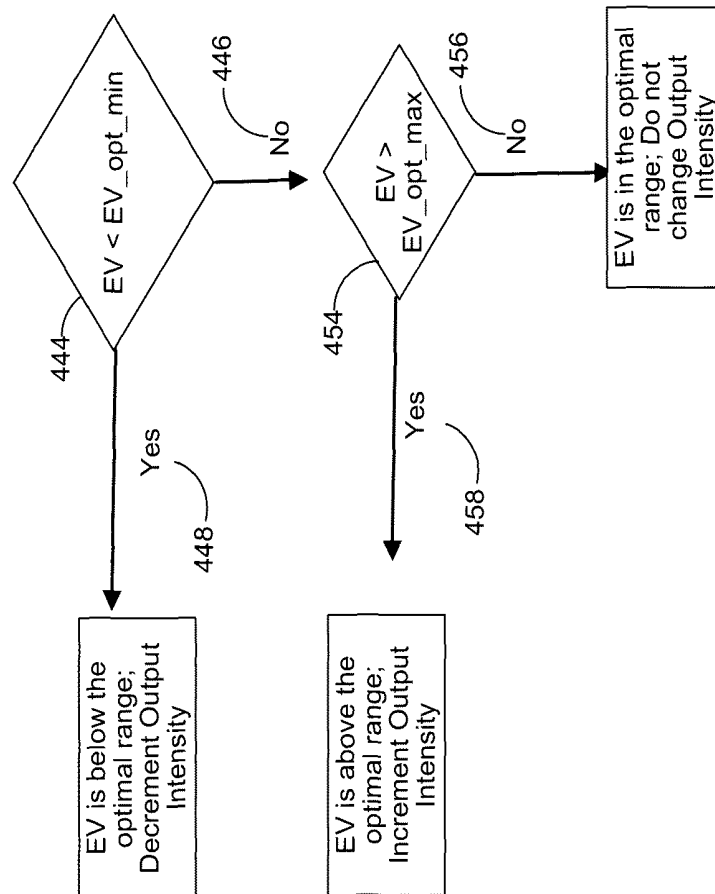 444
EV < EV_opt_min
446
No
Yes
448
EV is below the
optimal range;
Decrement Output
Intensity
454
EV >
EV_opt_max
456
No
Yes
458
EV is above the
optimal range;
Increment Output
Intensity
EV is in the optimal
range; Do not
change Output
Intensity